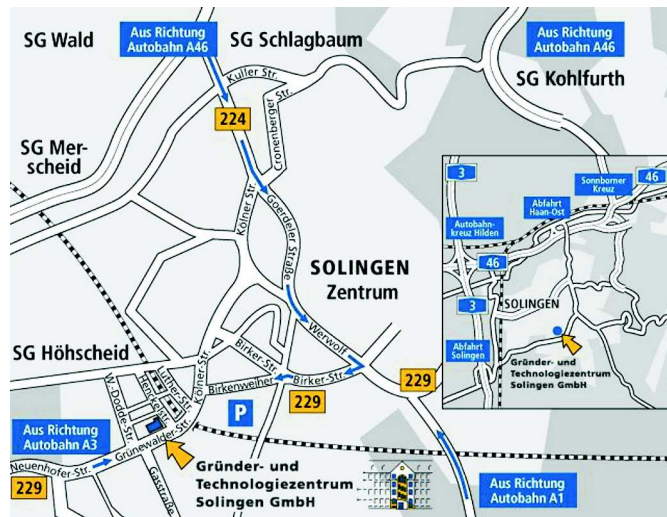 SG Wald
Aus Richtung
Autobahn A46
SG Schlagbaum
Aus Richtung
Autobahn A46
SG Kohlfurth
Kuller Str.
224
Cronenberger Str.
SG Mer-
scheid
Kölner Str.
Goerdeler Straße
SOLINGEN
Zentrum
Werwolf
SG Höhscheid
Birker-Str.
Birkenweiher
Birker-Str.
229
229
Kölner-Str.
Luther-Str.
W.-Dodde-Str.
P
Aus Richtung
Autobahn A3
Grünewalder-Str.
Neuenhofer-Str.
229
Gasstraße
Gründer- und
Technologiezentrum
Solingen GmbH
Aus Richtung
Autobahn A1
3
Sonnborner
Kreuz
46
Abfahrt
Haan-Ost
Autobahn-
kreuz Hilden
46
3
SOLINGEN
Abfahrt
Solingen
Gründer- und
Technologiezentrum
Solingen GmbH